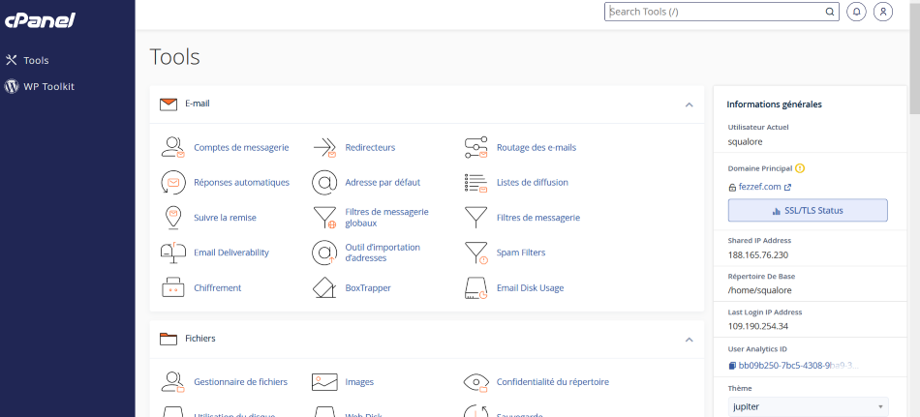 cPanel
Search Tools (/)
Tools
WP Toolkit
Tools
E-mail
Comptes de messagerie
Redirecteurs
Routage des e-mails
Réponses automatiques
Adresse par défaut
Listes de diffusion
Suivre la remise
Filtres de messagerie
globaux
Filtres de messagerie
Email Deliverability
Outil d'importation
d'adresses
Spam Filters
Chiffrement
BoxTrapper
Email Disk Usage
Fichiers
Gestionnaire de fichiers
Images
Confidentialité du répertoire
Utilisation du disque
Web Disk
Sauvegarde
Informations générales
Utilisateur Actuel
squalore
Domaine Principal
fezzef.com
SSL/TLS Status
Shared IP Address
188.165.76.230
Répertoire De Base
/home/squalore
Last Login IP Address
109.190.254.34
User Analytics ID
bb09b250-7bc5-4308-9
Thème
jupiter